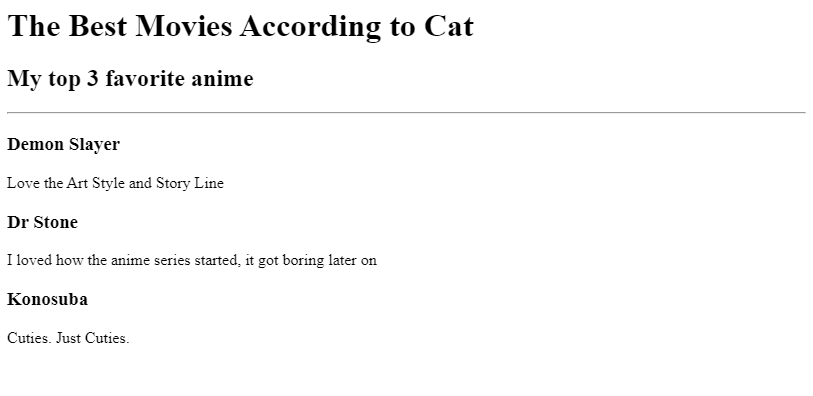 The Best Movies According to Cat
My top 3 favorite anime
Demon Slayer
Love the Art Style and Story Line
Dr Stone
I loved how the anime series started, it got boring later on
Konosuba
Cuties. Just Cuties.